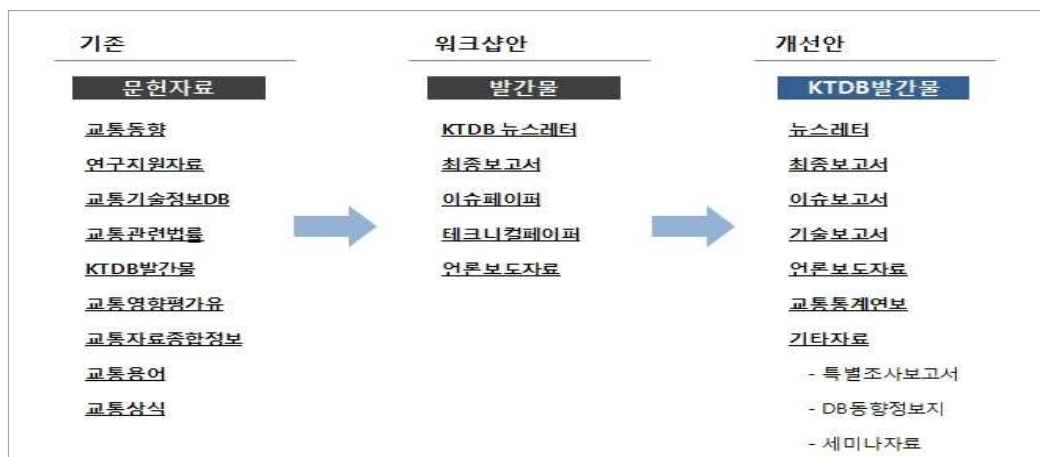 기존
문헌자료
교통동향
연구지원자료
교통기술정보DB
교통관련법률
KTDB발간물
교통영향평가유
교통자료종합정보
교통용어
교통상식
워크샵안
발간물
KTDB 뉴스레터
최종보고서
이슈페이퍼
테크니컬페이퍼
언론보도자료
개선안
KTDB발간물
뉴스레터
최종보고서
이슈보고서
기술보고서
언론보도자료
교통통계연보
기타자료
- 특별조사보고서
- DB동향정보지
- 세미나자료